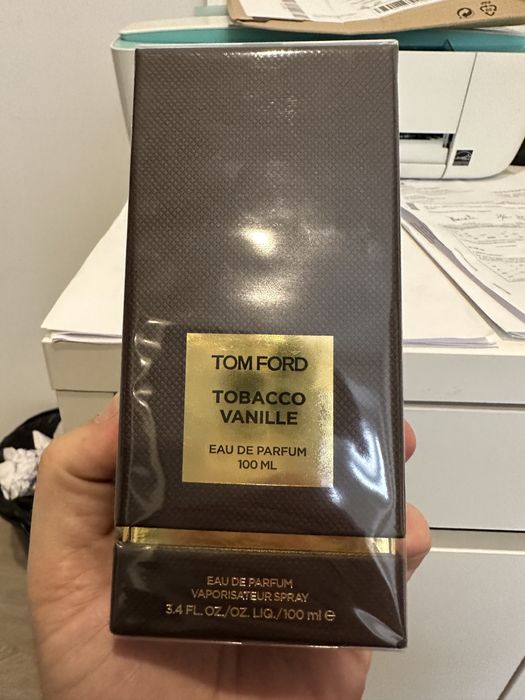 TOM FORD
TOBACCO
VANILLE
EAU DE PARFUM
100 ML
EAU DE PARFUM
VAPORISATEUR SPRAY
3.4 FL. OZ./OZ. LIQ./100 ml ℮